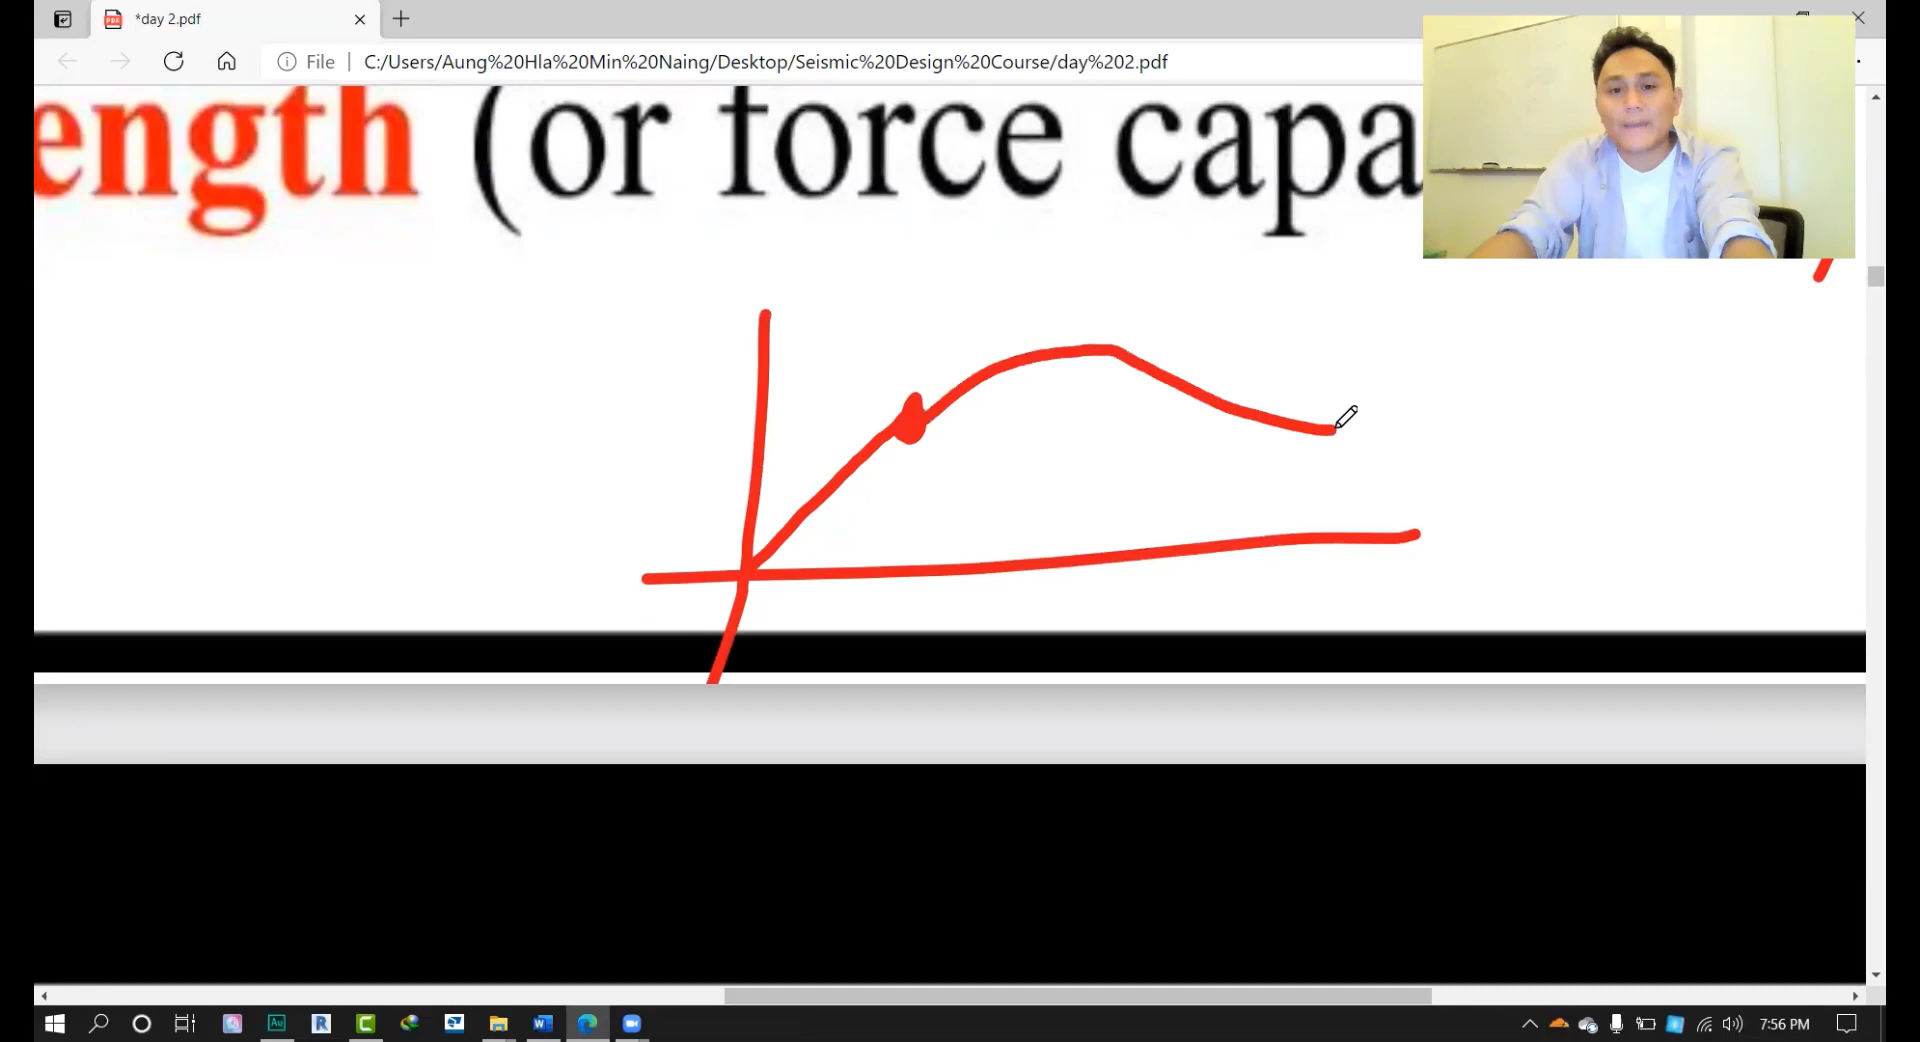 *day 2.pdf
File | C:/Users/Aung%20Hla%20Min%20Naing/Desktop/Seismic%20Design%20Course/day%202.pdf
ength (or force capa
7:56 PM